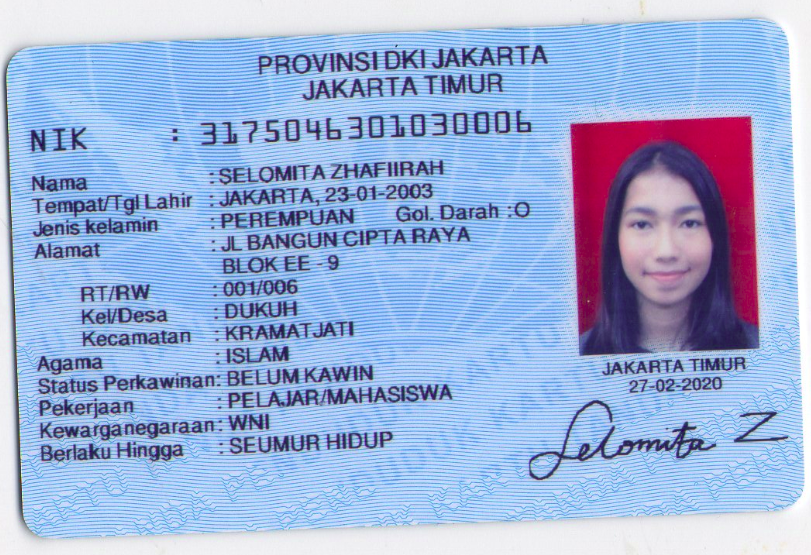 PROVINSI DKI JAKARTA
JAKARTA TIMUR
NIK : 3175046301030006
Nama : SELOMITA ZHAFIIRAH
Tempat/Tgl Lahir : JAKARTA, 23-01-2003
Jenis kelamin : PEREMPUAN Gol. Darah : O
Alamat : JL BANGUN CIPTA RAYA
BLOK EE - 9
RT/RW : 001/006
Kel/Desa : DUKUH
Kecamatan : KRAMATJATI
Agama : ISLAM
Status Perkawinan: BELUM KAWIN
Pekerjaan : PELAJAR/MAHASISWA
Kewarganegaraan: WNI
Berlaku Hingga : SEUMUR HIDUP
JAKARTA TIMUR
27-02-2020
Selomita Z